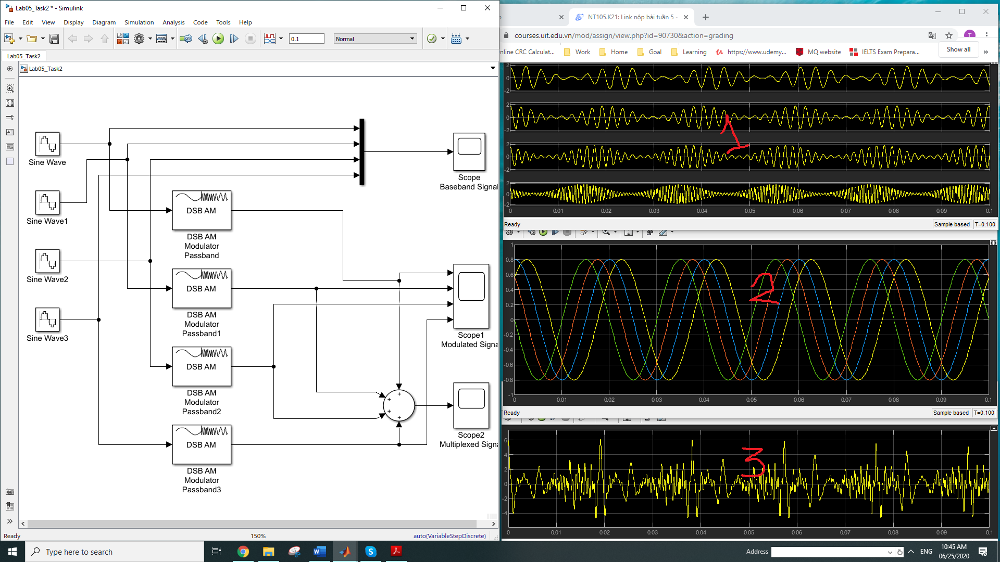 Lab05_Task2 * - Simulink
File Edit View Display Diagram Simulation Analysis Code Tools Help
0.1 Normal
Lab05_Task2
Lab05_Task2
Sine Wave
Sine Wave1
Sine Wave2
Sine Wave3
DSB AM
DSB AM
Modulator
Passband
DSB AM
DSB AM
Modulator
Passband1
DSB AM
DSB AM
Modulator
Passband2
DSB AM
DSB AM
Modulator
Passband3
Scope
Baseband Signal
Scope1
Modulated Signa
Scope2
Multiplexed Signa
+
+
+
+
Ready 150% auto(VariableStepDiscrete)
NT105.K21: Link nộp bài tuần 5 -
courses.uit.edu.vn/mod/assign/view.php?id=90730&action=grading
T
nline CRC Calculat... Work Home Goal Learning https://www.udemy... MQ website IELTS Exam Prepara... Show all »
2
0
-2
2
0
-2
2
0
-2
2
0
-2
0 0.01 0.02 0.03 0.04 0.05 0.06 0.07 0.08 0.09 0.1
1
Ready Sample based T=0.100
1
0.8
0.6
0.4
0.2
0
-0.2
-0.4
-0.6
-0.8
-1
0 0.01 0.02 0.03 0.04 0.05 0.06 0.07 0.08 0.09 0.1
2
Ready Sample based T=0.100
6
4
2
0
-2
-4
0 0.01 0.02 0.03 0.04 0.05 0.06 0.07 0.08 0.09 0.1
3
Type here to search
Address
ENG
10:45 AM
06/25/2020